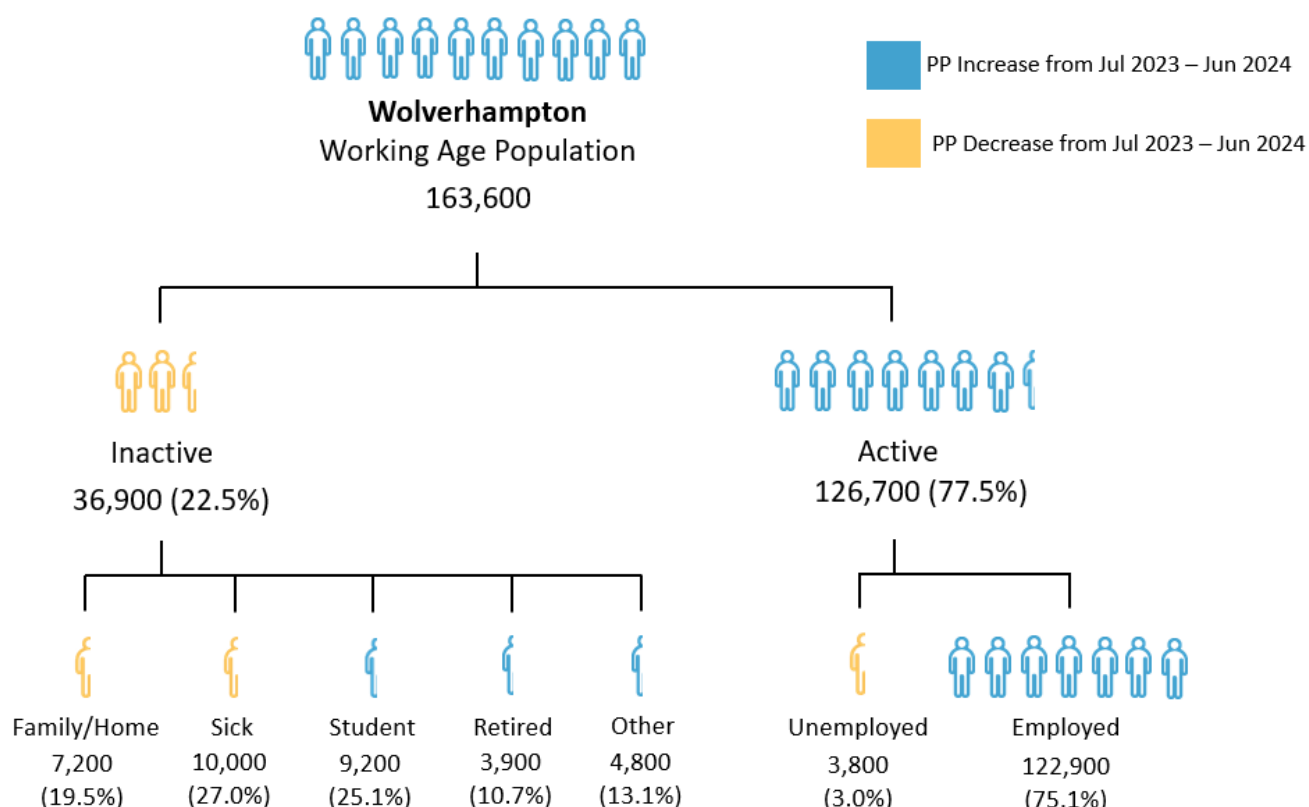 Wolverhampton
Working Age Population
163,600
PP Increase from Jul 2023 – Jun 2024
PP Decrease from Jul 2023 – Jun 2024
Inactive
36,900 (22.5%)
Active
126,700 (77.5%)
Family/Home
7,200
(19.5%)
Sick
10,000
(27.0%)
Student
9,200
(25.1%)
Retired
3,900
(10.7%)
Other
4,800
(13.1%)
Unemployed
3,800
(3.0%)
Employed
122,900
(75.1%)